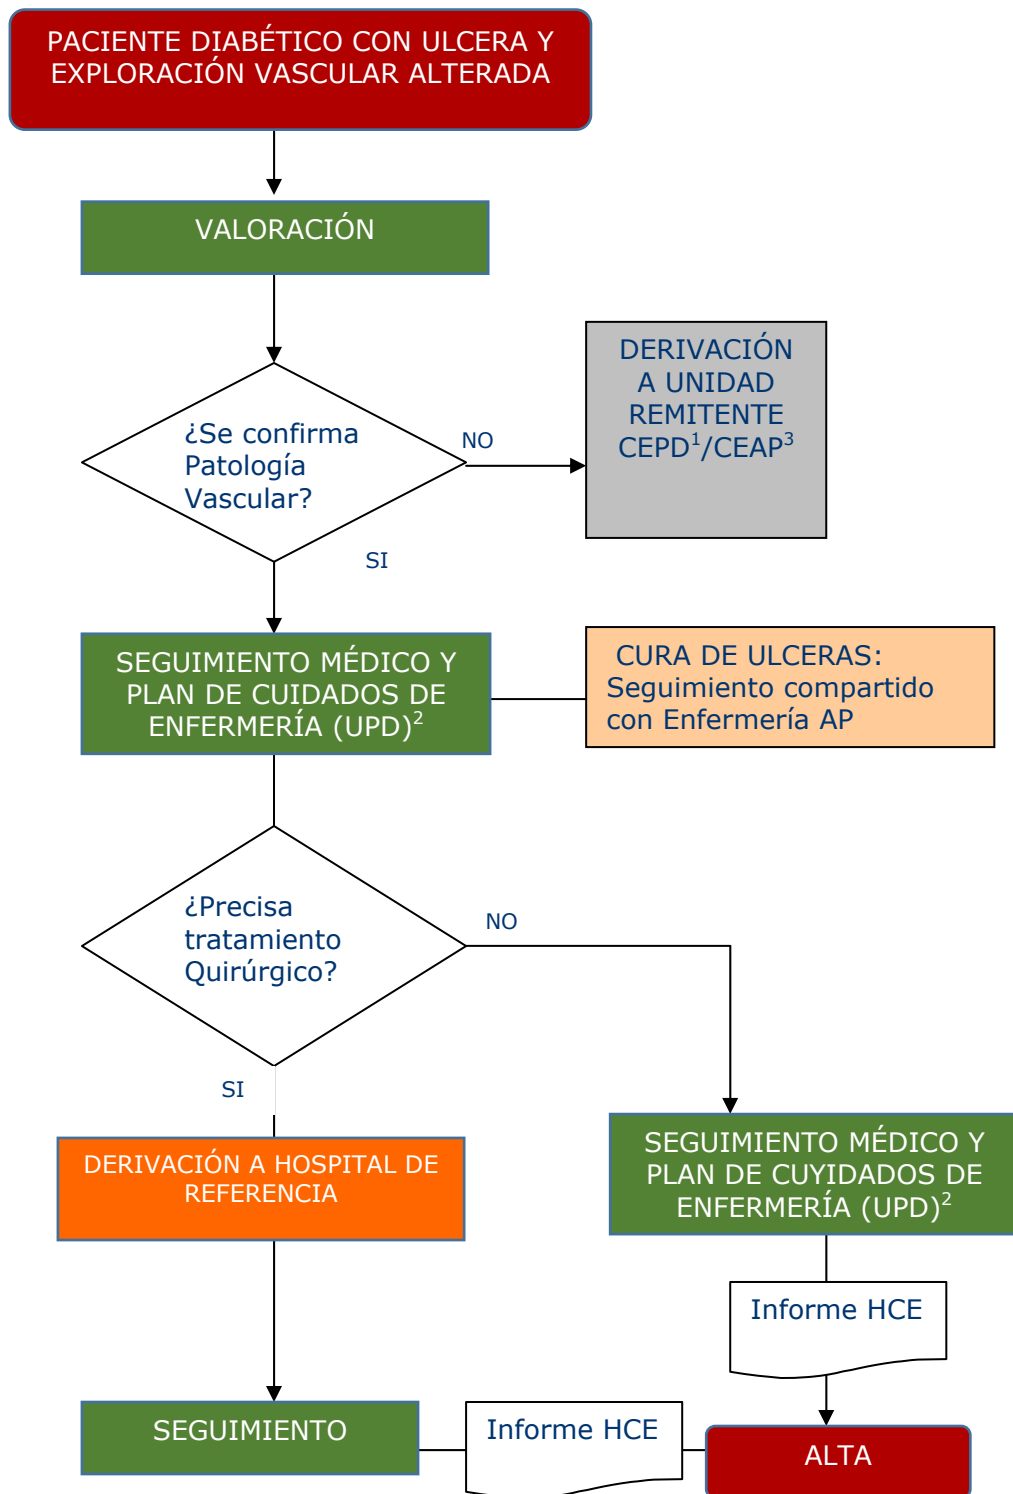 PACIENTE DIABÉTICO CON ULCERA Y
EXPLORACIÓN VASCULAR ALTERADA
VALORACIÓN
¿Se confirma
Patología
Vascular?
NO
DERIVACIÓN
A UNIDAD
REMITENTE
CEPD¹/CEAP³
SI
SEGUIMIENTO MÉDICO Y
PLAN DE CUIDADOS DE
ENFERMERÍA (UPD)²
CURA DE ULCERAS:
Seguimiento compartido
con Enfermería AP
¿Precisa
tratamiento
Quirúrgico?
NO
SI
DERIVACIÓN A HOSPITAL DE
REFERENCIA
SEGUIMIENTO MÉDICO Y
PLAN DE CUYIDADOS DE
ENFERMERÍA (UPD)²
Informe HCE
SEGUIMIENTO
Informe HCE
ALTA